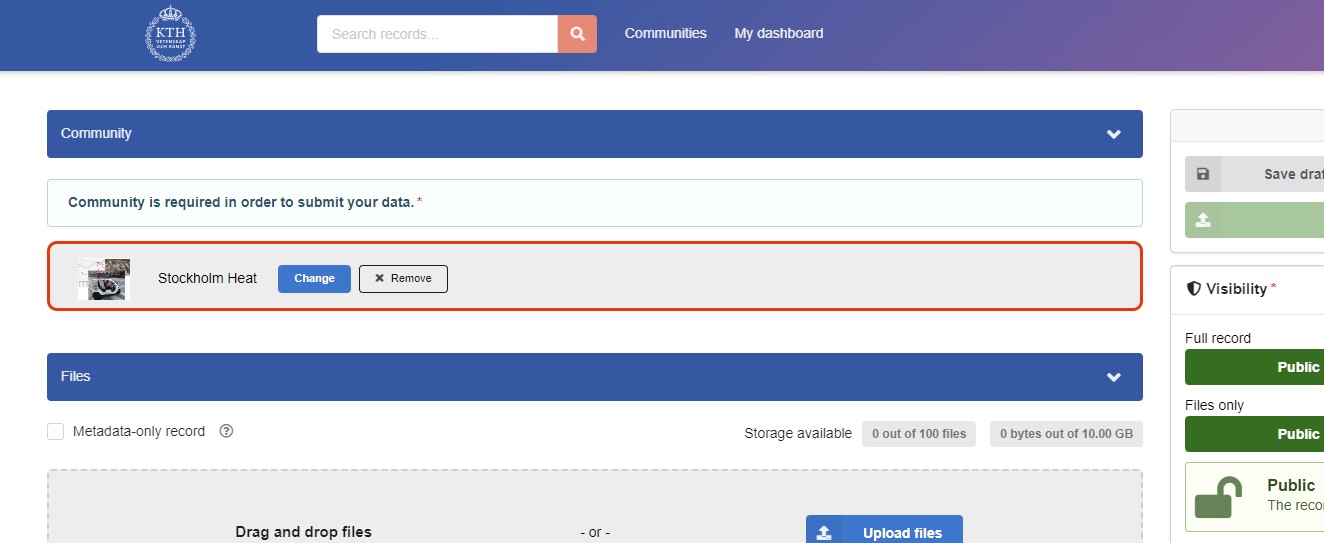 KTH
VETENSKAP
OCH KONST
Search records...
Communities
My dashboard
Community
Community is required in order to submit your data.*
Stockholm Heat
Change
Remove
Files
Metadata-only record
Storage available
0 out of 100 files
0 bytes out of 10.00 GB
Drag and drop files
- or -
Upload files
Save draf
Visibility *
Full record
Public
Files only
Public
Public
The reco